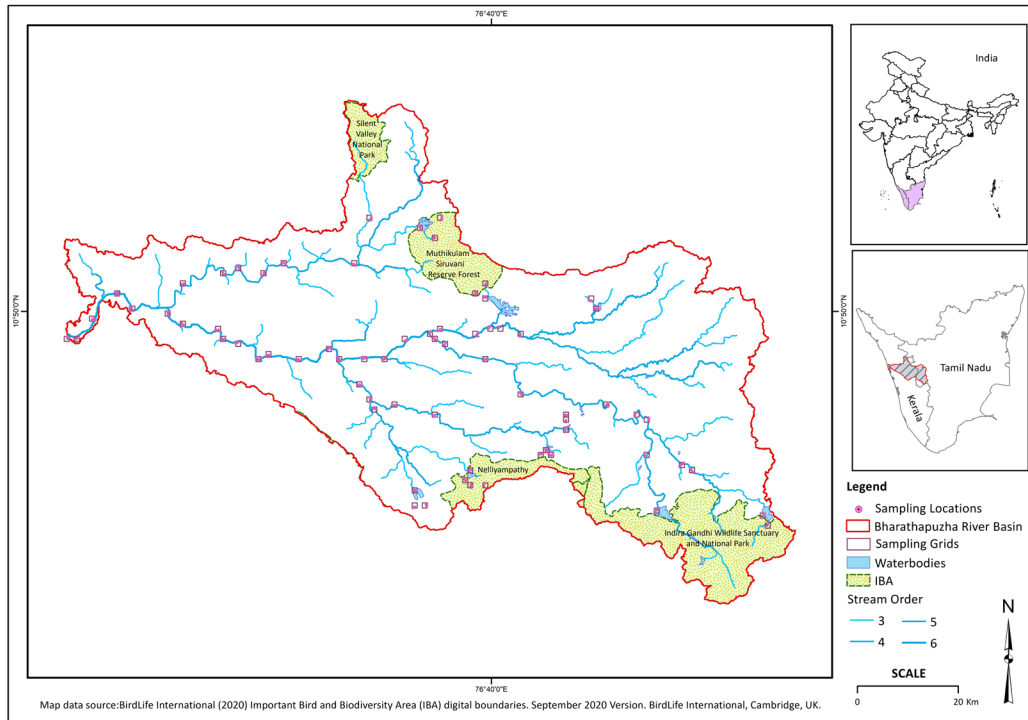 76°40'0"E
India
Silent
Valley
National
Park
Muthikulam
Siruvani
Reserve Forest
10°50'0"N
10°50'0"N
Tamil Nadu
Kerala
Nelliyampathy
Indira Gandhi Wildlife Sanctuary
and National Park
Legend
Sampling Locations
Bharathapuzha River Basin
Sampling Grids
Waterbodies
IBA
Stream Order
3
5
4
6
N
SCALE
0
20 Km
76°40'0"E
Map data source:BirdLife International (2020) Important Bird and Biodiversity Area (IBA) digital boundaries. September 2020 Version. BirdLife International, Cambridge, UK.